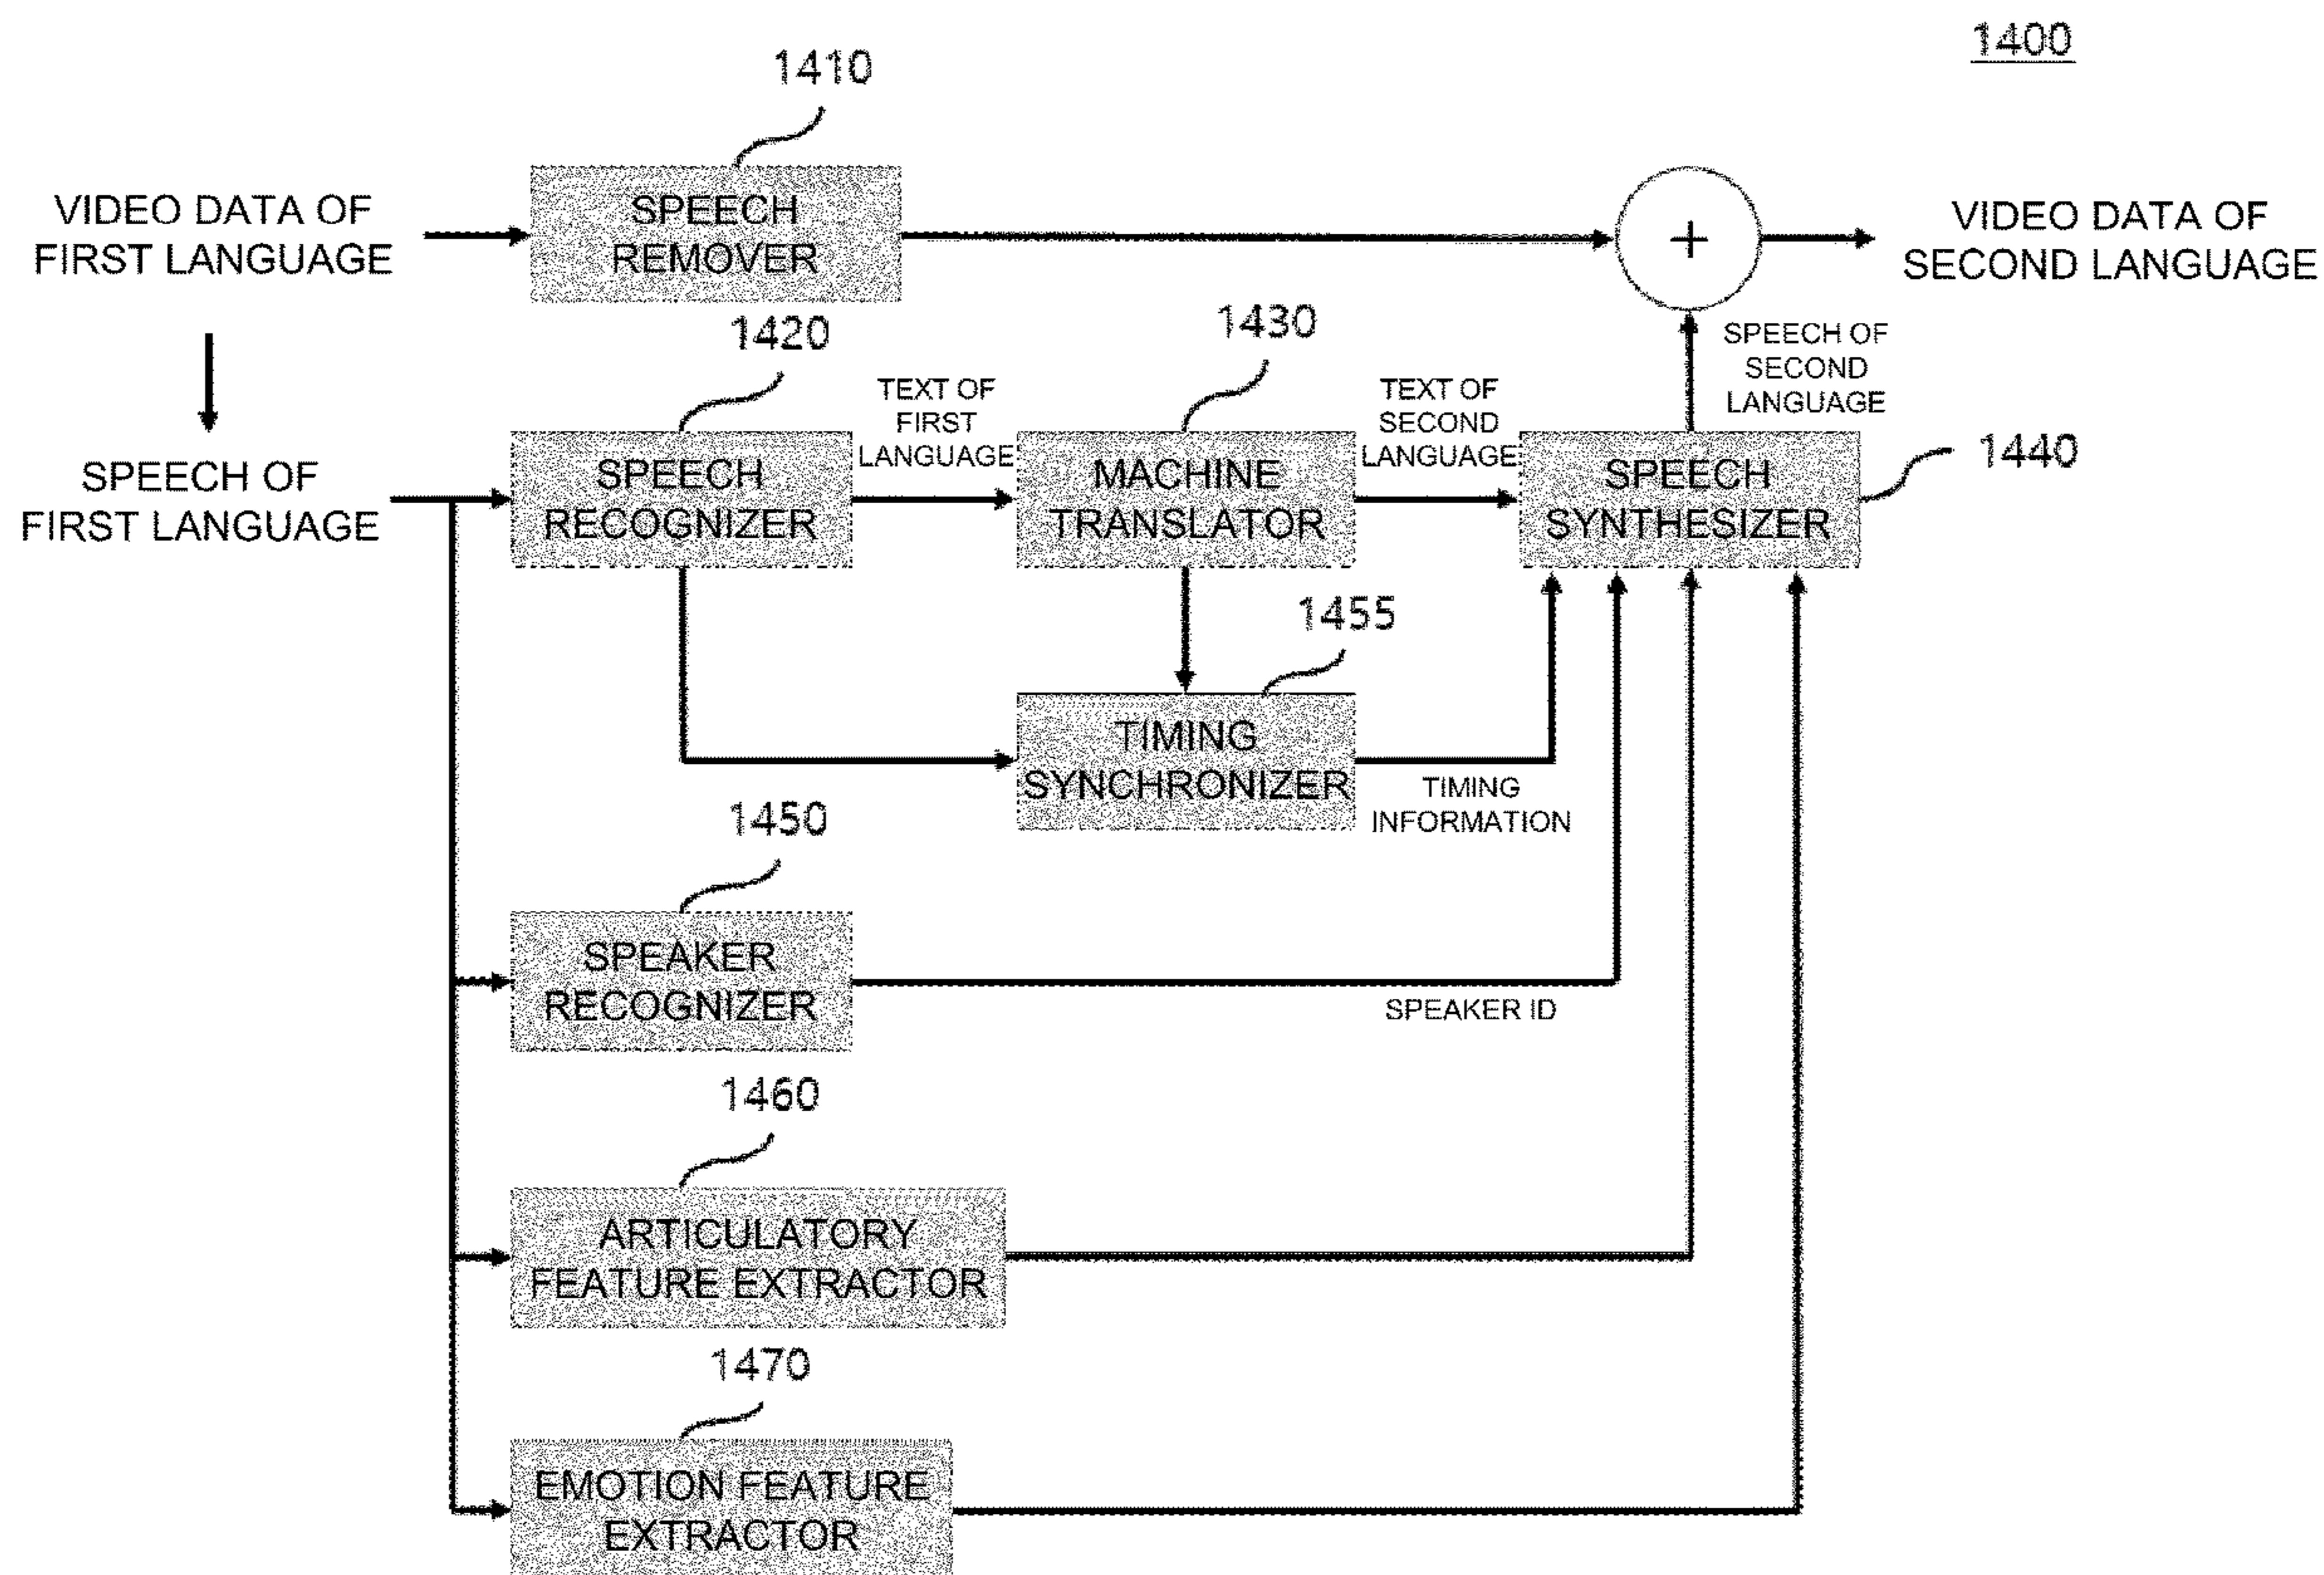 1400
1410
VIDEO DATA OF
FIRST LANGUAGE
SPEECH
REMOVER
+
VIDEO DATA OF
SECOND LANGUAGE
SPEECH OF
SECOND
LANGUAGE
1420
TEXT OF
FIRST
LANGUAGE
1430
TEXT OF
SECOND
LANGUAGE
1440
SPEECH OF
FIRST LANGUAGE
SPEECH
RECOGNIZER
MACHINE
TRANSLATOR
SPEECH
SYNTHESIZER
1455
TIMING
SYNCHRONIZER
TIMING
INFORMATION
1450
SPEAKER
RECOGNIZER
SPEAKER ID
1460
ARTICULATORY
FEATURE EXTRACTOR
1470
EMOTION FEATURE
EXTRACTOR